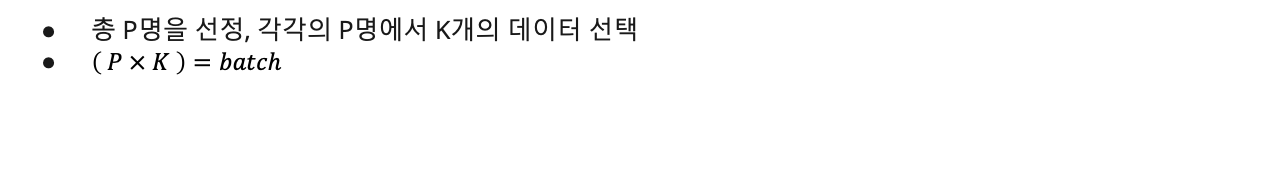 ● 총 P명을 선정, 각각의 P명에서 K개의 데이터 선택
● ( P × K ) = batch